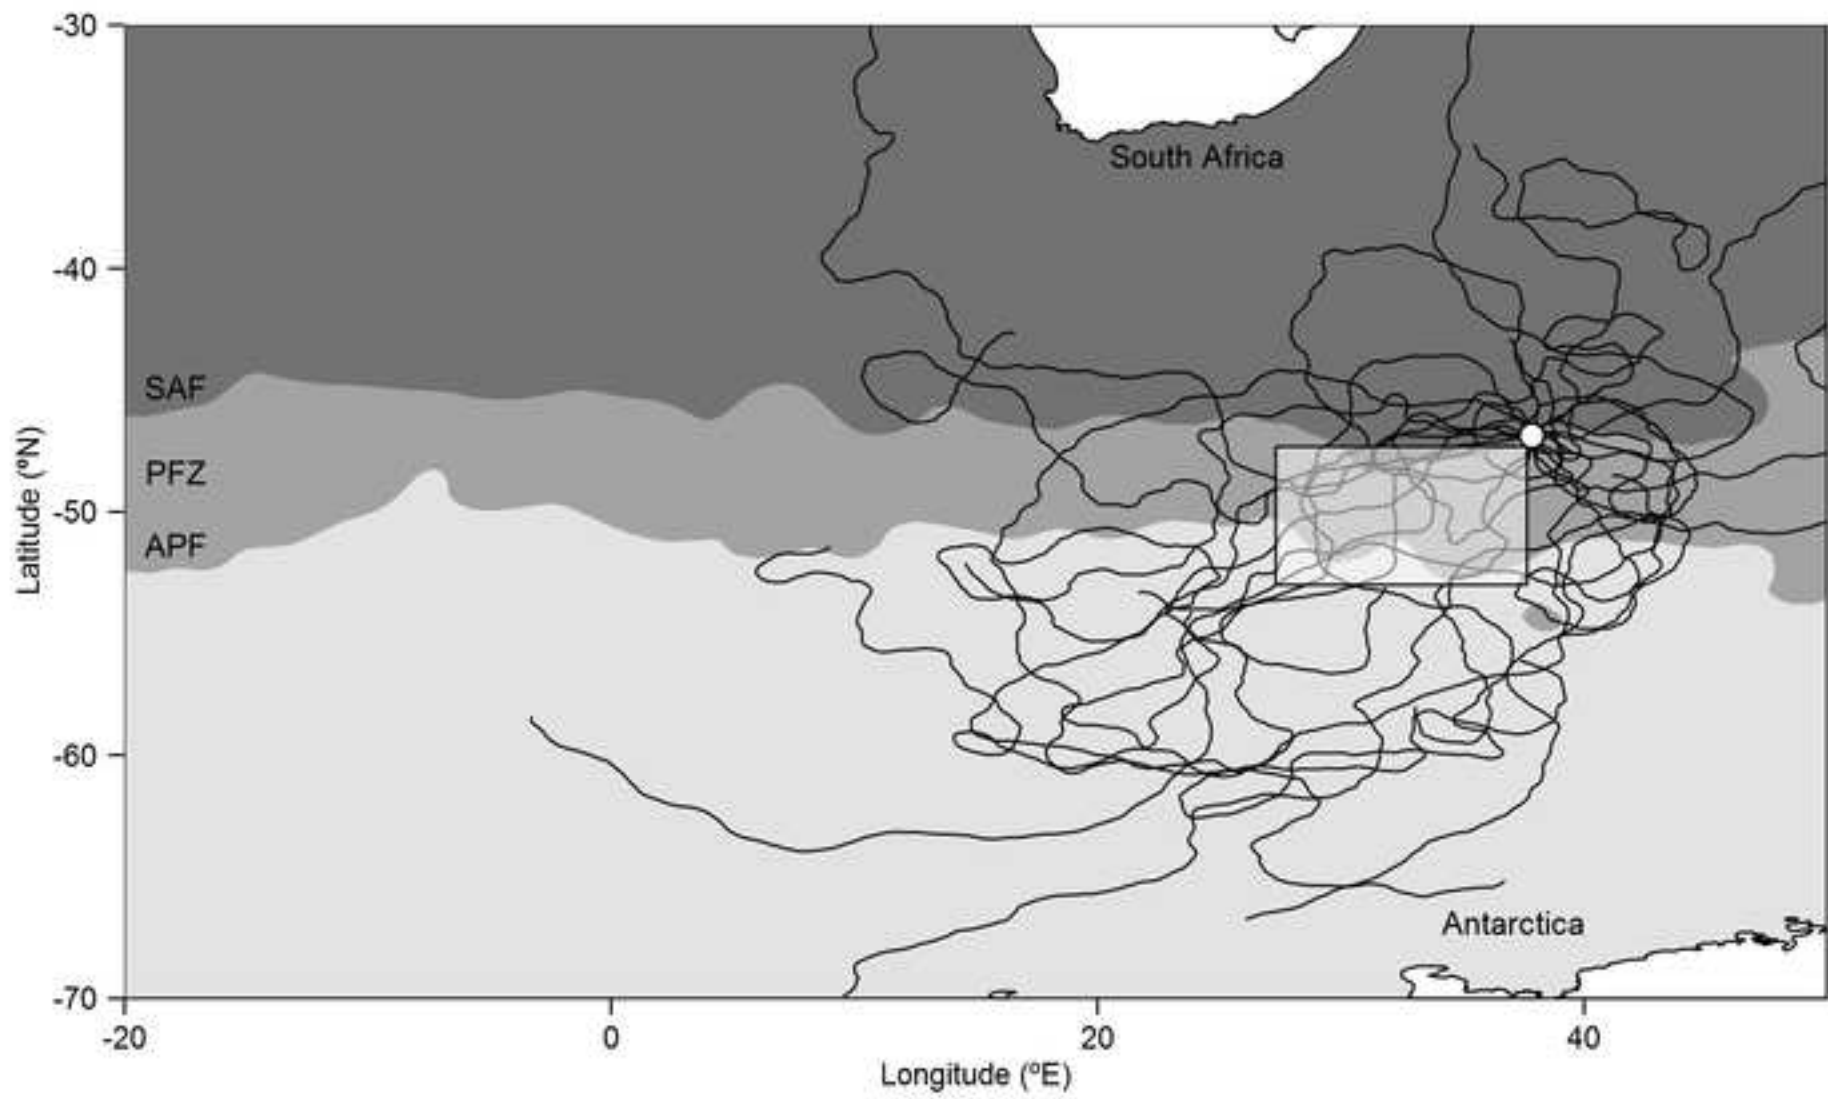 -30
South Africa
-40
SAF
PFZ
-50
APF
Latitude (ºN)
-60
Antarctica
-70
-20
0
20
40
Longitude (ºE)